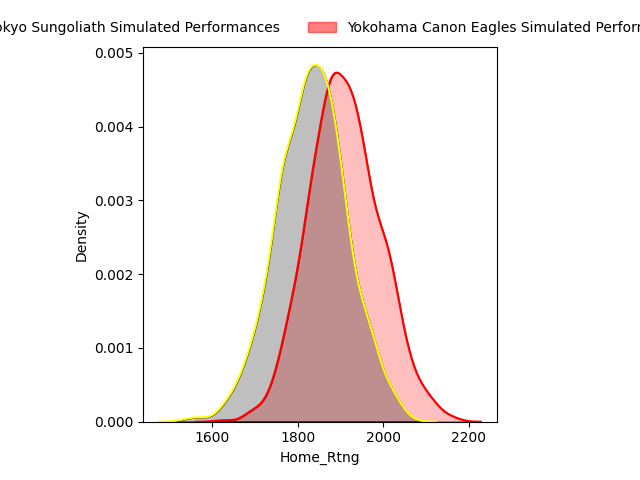 okyo Sungoliath Simulated Performances Yokohama Canon Eagles Simulated Perfor
0.005
0.004
0.003
0.002
0.001
0.000
Density
1600 1800 2000 2200
Home_Rtng